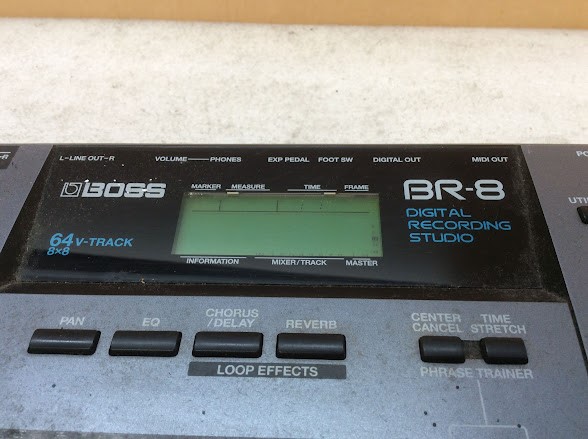 L-LINE OUT-R VOLUME PHONES EXP PEDAL FOOT SW DIGITAL OUT MIDI OUT
BOSS
MARKER MEASURE TIME FRAME
BR-8
DIGITAL
RECORDING
STUDIO
64 V-TRACK
8×8
INFORMATION MIXER/TRACK MASTER
PAN
EQ
CHORUS
/DELAY
REVERB
LOOP EFFECTS
CENTER
CANCEL
TIME
STRETCH
PHRASE TRAINER